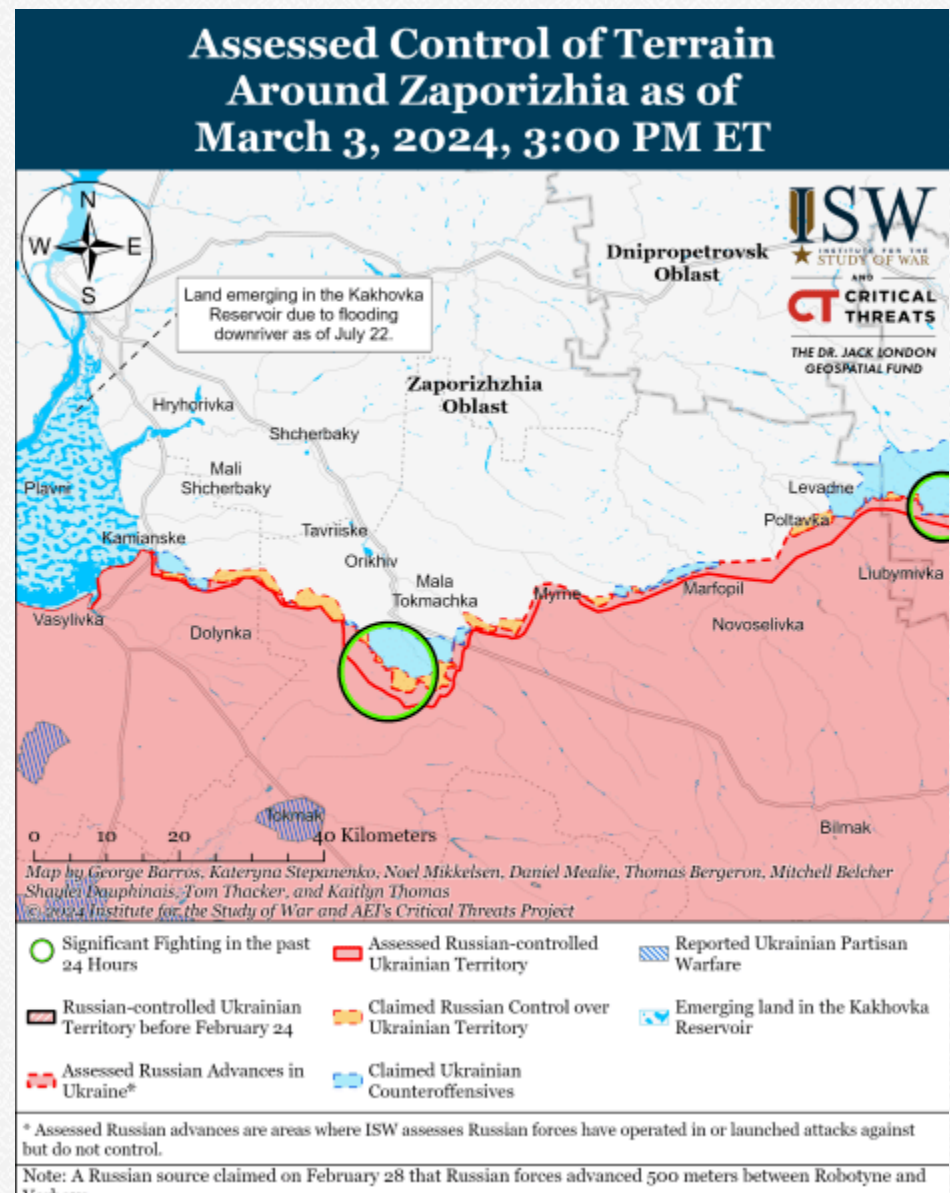 Assessed Control of Terrain
Around Zaporizhia as of
March 3, 2024, 3:00 PM ET
N
W E
S
ISW
INSTITUTE FOR THE
STUDY OF WAR
AND
CT CRITICAL
THREATS
THE DR. JACK LONDON
GEOSPATIAL FUND
Dnipropetrovsk
Oblast
Land emerging in the Kakhovka
Reservoir due to flooding
downriver as of July 22.
Zaporizhzhia
Oblast
Hryhorivka
Shcherbaky
Mali
Shcherbaky
Plavni
Levadne
Tavriiske
Poltavka
Kamianske
Orikhiv
Mala
Tokmachka
Liubymivka
Myrne
Marfopil
Vasylivka
Dolynka
Novoselivka
Tokmak
Bilmak
0 10 20 40 Kilometers
Map by George Barros, Kateryna Stepanenko, Noel Mikkelsen, Daniel Mealie, Thomas Bergeron, Mitchell Belcher
Shaylei Dauphinais, Tom Thacker, and Kaitlyn Thomas
© 2024 Institute for the Study of War and AEI's Critical Threats Project
Significant Fighting in the past
24 Hours
Assessed Russian-controlled
Ukrainian Territory
Reported Ukrainian Partisan
Warfare
Russian-controlled Ukrainian
Territory before February 24
Claimed Russian Control over
Ukrainian Territory
Emerging land in the Kakhovka
Reservoir
Assessed Russian Advances in
Ukraine*
Claimed Ukrainian
Counteroffensives
* Assessed Russian advances are areas where ISW assesses Russian forces have operated in or launched attacks against
but do not control.
Note: A Russian source claimed on February 28 that Russian forces advanced 500 meters between Robotyne and